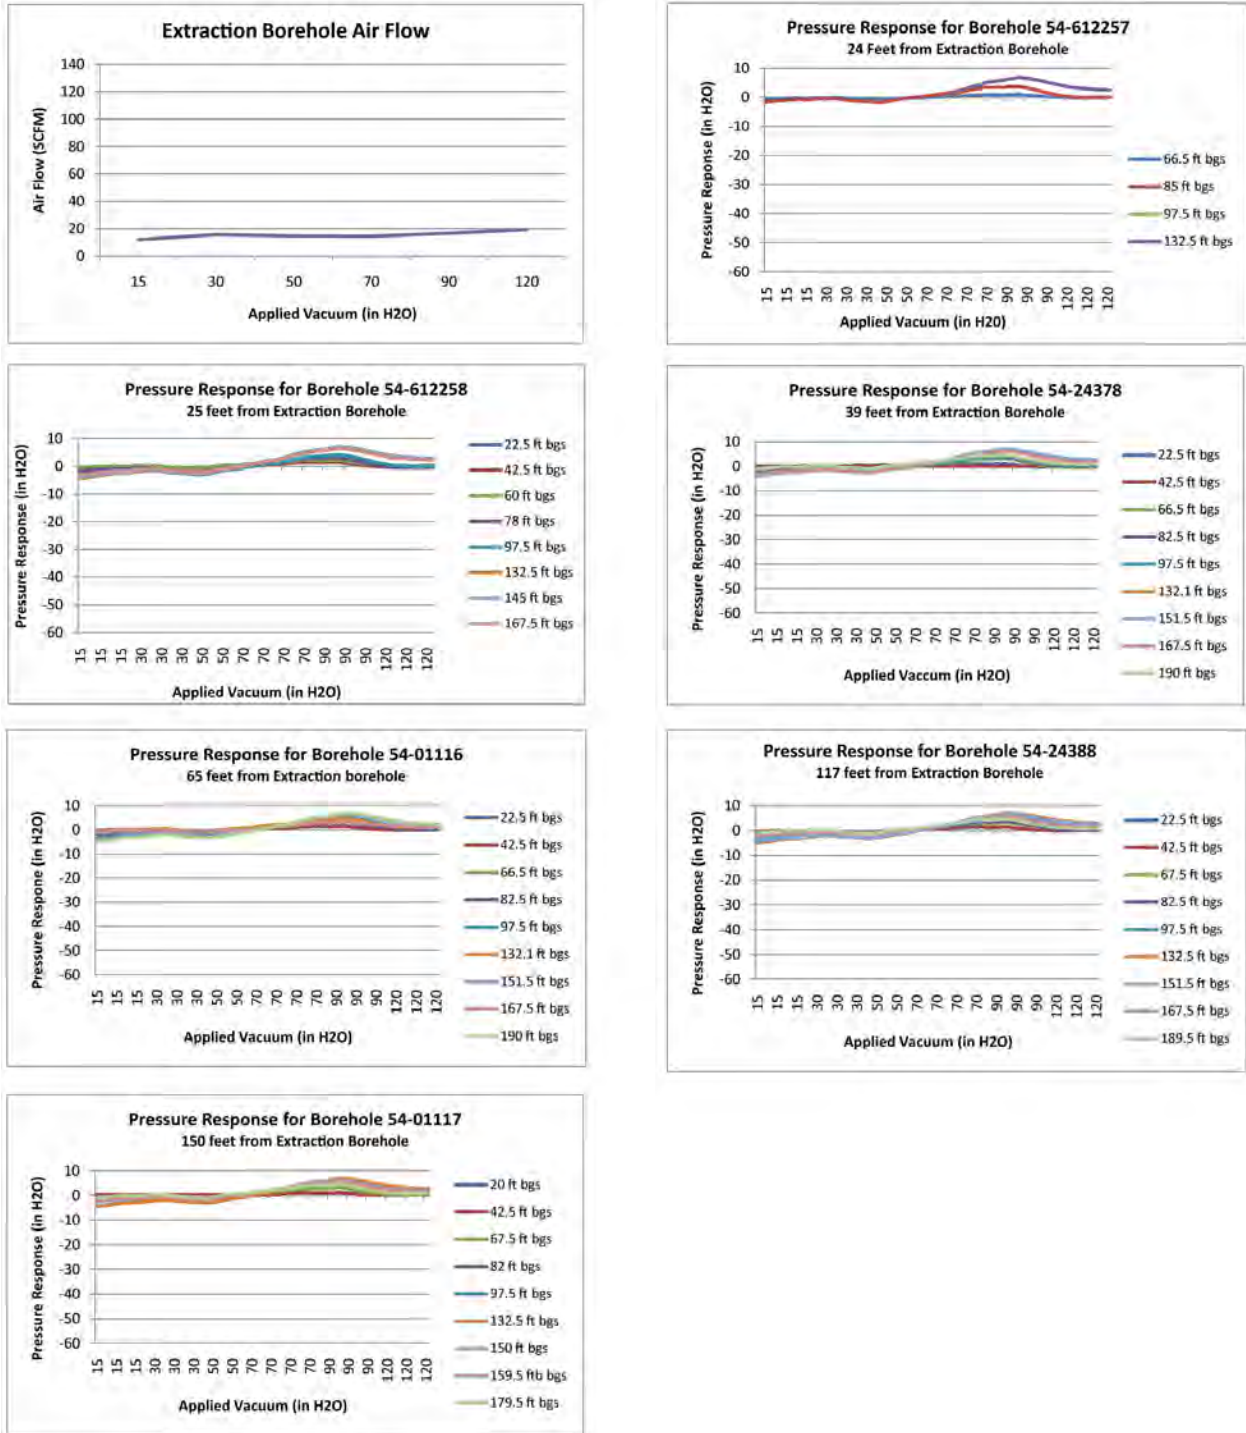 Extraction Borehole Air Flow
140
120
100
80
60
40
20
0
Air Flow (SCFM)
15 30 50 70 90 120
Applied Vacuum (in H2O)
Pressure Response for Borehole 54-612257
24 Feet from Extraction Borehole
10
0
-10
-20
-30
-40
-50
-60
Pressure Reponse (in H2O)
15 15 15 30 30 30 50 50 50 70 70 70 90 90 90 120 120 120
Applied Vacuum (in H20)
66.5 ft bgs
85 ft bgs
97.5 ft bgs
132.5 ft bgs
Pressure Response for Borehole 54-612258
25 feet from Extraction Borehole
10
0
-10
-20
-30
-40
-50
-60
Pressure Response (in H2O)
15 15 15 30 30 30 50 50 50 70 70 70 90 90 90 120 120 120
Applied Vacuum (in H2O)
22.5 ft bgs
42.5 ft bgs
60 ft bgs
78 ft bgs
97.5 ft bgs
132.5 ft bgs
145 ft bgs
167.5 ft bgs
Pressure Response for Borehole 54-24378
39 feet from Extraction Borehole
10
0
-10
-20
-30
-40
-50
-60
Pressure Response (in H2O)
15 15 15 30 30 30 50 50 50 70 70 70 90 90 90 120 120 120
Applied Vaccum (in H2O)
22.5 ft bgs
42.5 ft bgs
66.5 ft bgs
82.5 ft bgs
97.5 ft bgs
132.1 ft bgs
151.5 ft bgs
167.5 ft bgs
190 ft bgs
Pressure Response for Borehole 54-01116
65 feet from Extraction borehole
10
0
-10
-20
-30
-40
-50
-60
Pressure Respone (in H2O)
15 15 15 30 30 30 50 50 50 70 70 70 90 90 90 120 120 120
Applied Vacuum (in H2O)
22.5 ft bgs
42.5 ft bgs
66.5 ft bgs
82.5 ft bgs
97.5 ft bgs
132.1 ft bgs
151.5 ft bgs
167.5 ft bgs
190 ft bgs
Pressure Response for Borehole 54-24388
117 feet from Extraction Borehole
10
0
-10
-20
-30
-40
-50
-60
Pressure Response (in H2O)
15 15 15 30 30 30 50 50 50 70 70 70 90 90 90 120 120 120
Applied Vacuum (in H2O)
22.5 ft bgs
42.5 ft bgs
67.5 ft bgs
82.5 ft bgs
97.5 ft bgs
132.5 ft bgs
151.5 ft bgs
167.5 ft bgs
189.5 ft bgs
Pressure Response for Borehole 54-01117
150 feet from Extraction Borehole
10
0
-10
-20
-30
-40
-50
-60
Pressure Response (in H2O)
15 15 15 30 30 30 50 50 50 70 70 70 90 90 90 120 120 120
Applied Vacuum (in H2O)
20 ft bgs
42.5 ft bgs
67.5 ft bgs
82 ft bgs
97.5 ft bgs
132.5 ft bgs
150 ft bgs
159.5 ftb bgs
179.5 ft bgs